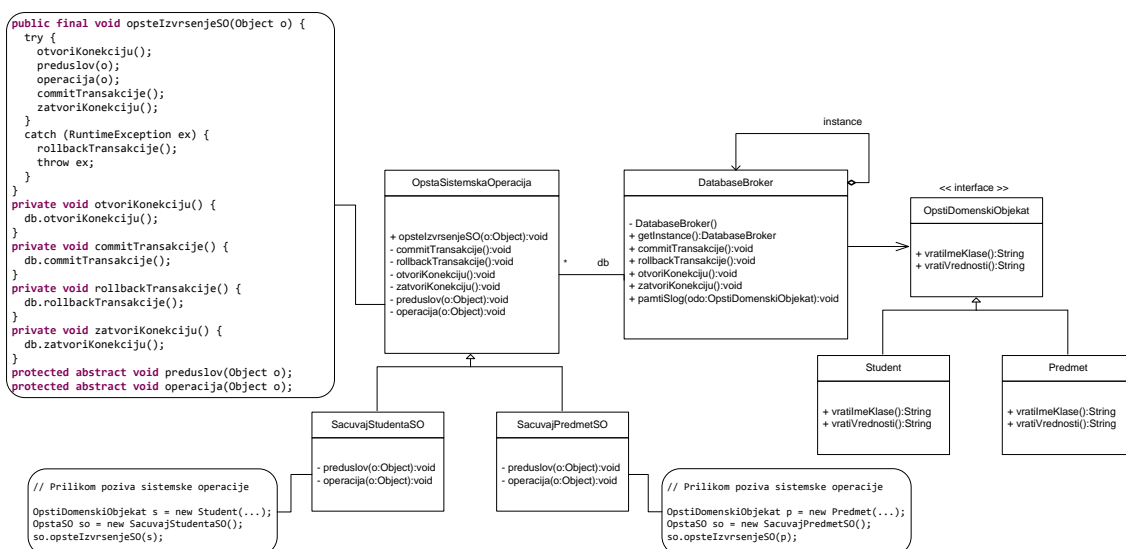 public final void opsteIzvrsenjeSO(Object o) {
try {
otvoriKonekciju();
preduslov(o);
operacija(o);
commitTransakcije();
zatvoriKonekciju();
}
catch (RuntimeException ex) {
rollbackTransakcije();
throw ex;
}
}
private void otvoriKonekciju() {
db.otvoriKonekciju();
}
private void commitTransakcije() {
db.commitTransakcije();
}
private void rollbackTransakcije() {
db.rollbackTransakcije();
}
private void zatvoriKonekciju() {
db.zatvoriKonekciju();
}
protected abstract void preduslov(Object o);
protected abstract void operacija(Object o);
OpstaSistemskaOperacija
+ opsteIzvrsenjeSO(o:Object):void
- commitTransakcije():void
- rollbackTransakcije():void
- otvoriKonekciju():void
- zatvoriKonekciju():void
- preduslov(o:Object):void
- operacija(o:Object):void
*
db
instance
DatabaseBroker
- DatabaseBroker()
+ getInstance():DatabaseBroker
+ commitTransakcije():void
+ rollbackTransakcije():void
+ otvoriKonekciju():void
+ zatvoriKonekciju():void
+ pamtiSlog(odo:OpstiDomenskiObjekat):void
<< interface >>
OpstiDomenskiObjekat
+ vratiImeKlase():String
+ vratiVrednosti():String
Student
+ vratiImeKlase():String
+ vratiVrednosti():String
Predmet
+ vratiImeKlase():String
+ vratiVrednosti():String
SacuvajStudentaSO
- preduslov(o:Object):void
- operacija(o:Object):void
SacuvajPredmetSO
- preduslov(o:Object):void
- operacija(o:Object):void
// Prilikom poziva sistemske operacije
OpstiDomenskiObjekat s = new Student(...);
OpstaSO so = new SacuvajStudentaSO();
so.opsteIzvrsenjeSO(s);
// Prilikom poziva sistemske operacije
OpstiDomenskiObjekat p = new Predmet(...);
OpstaSO so = new SacuvajPredmetSO();
so.opsteIzvrsenjeSO(p);